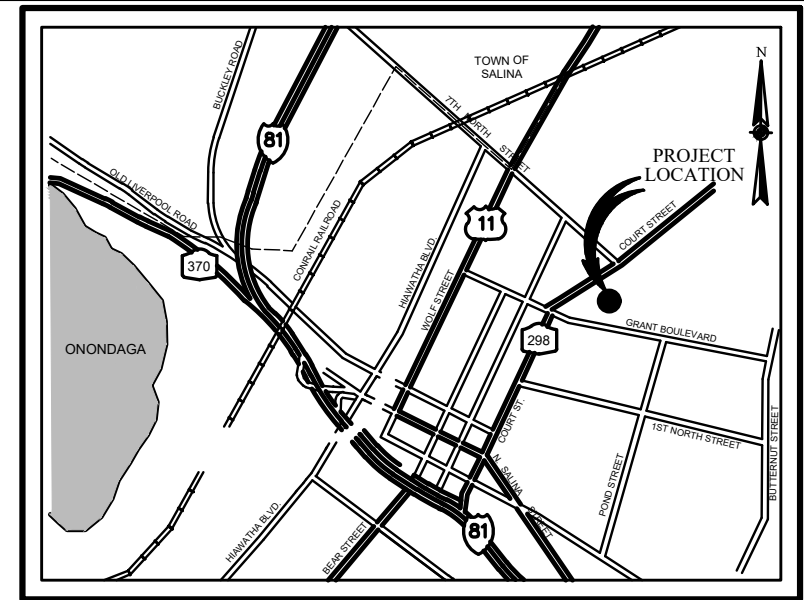 TOWN OF
SALINA
N
BUCKLEY ROAD
81
7TH NORTH STREET
PROJECT
LOCATION
OLD LIVERPOOL ROAD
COURT STREET
11
370
CONRAIL RAILROAD
HIAWATHA BLVD
WOLF STREET
GRANT BOULEVARD
298
ONONDAGA
COURT ST.
1ST NORTH STREET
BUTTERNUT STREET
N SALINA STREET
POND STREET
HIAWATHA BLVD
BEAR STREET
81